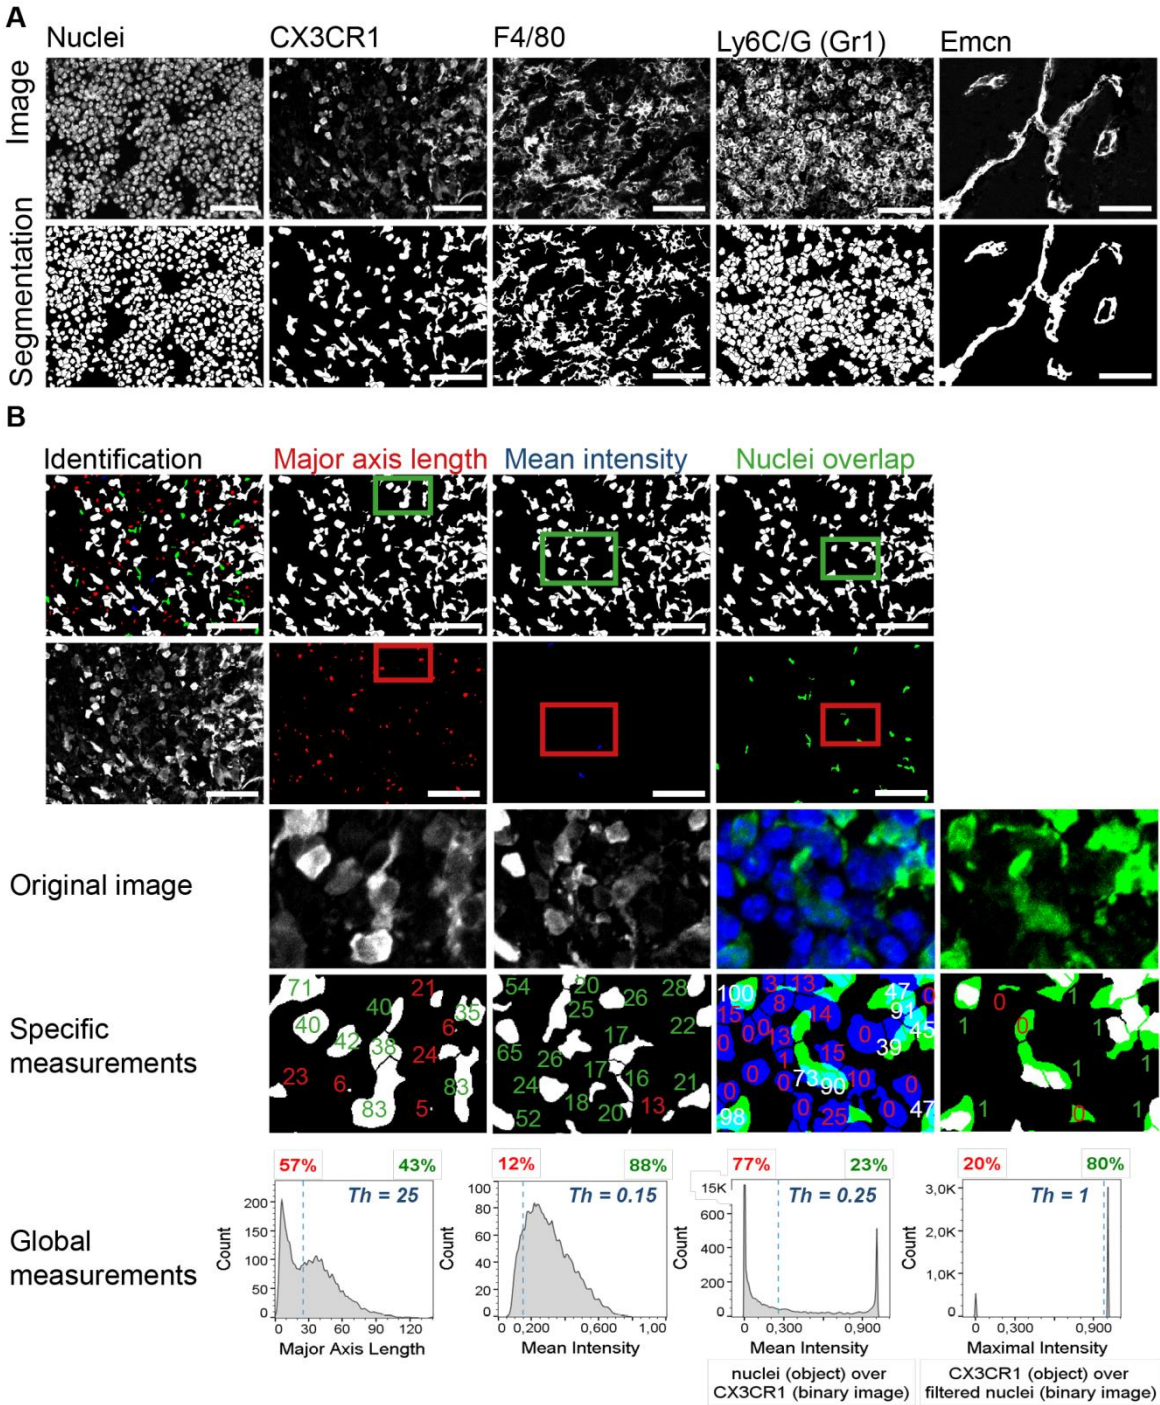 A
Nuclei CX3CR1 F4/80 Ly6C/G (Gr1) Emcn
Image
Segmentation
B
Identification Major axis length Mean intensity Nuclei overlap
Original image
Specific
measurements
71 40 21 35
40 42 38 6 24
23 6 83 5 83
54 20 25 26 28
65 26 17 17 22
24 18 16 21
52 20 13
100 3 13 47 0
15 8 14 91
0 0 13 0 45
0 1 15 39
0 73 90 10 0
98 0 0 25 0 47
0 1
1 0 1
1 0 1
Global
measurements
57% 43% 12% 88% 77% 23% 20% 80%
Th = 25 Th = 0.15 Th = 0.25 Th = 1
Count
200
150
100
50
0
0 30 60 90 120
Major Axis Length
Count
100
80
60
40
20
0
0 0,200 0,600 1,00
Mean Intensity
Count
15K
600
400
200
0
0 0,300 0,900
Mean Intensity
nuclei (object) over
CX3CR1 (binary image)
Count
3,0K
2,0K
1,0K
0
0 0,300 0,900
Maximal Intensity
CX3CR1 (object) over
filtered nuclei (binary image)